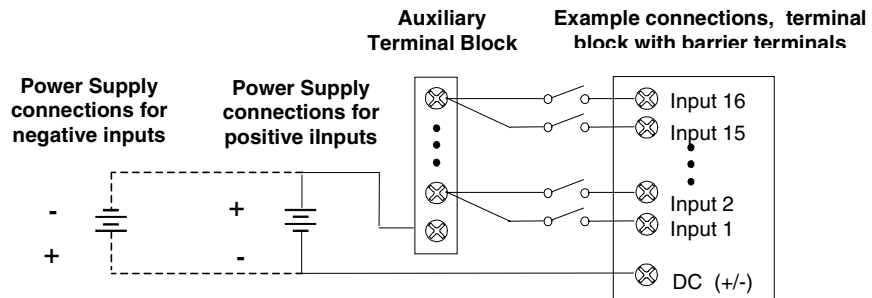 Auxiliary
Terminal Block
Example connections, terminal
block with barrier terminals
Power Supply
connections for
negative inputs
Power Supply
connections for
positive iInputs
Input 16
Input 15
Input 2
Input 1
DC (+/-)
-
+
+
-